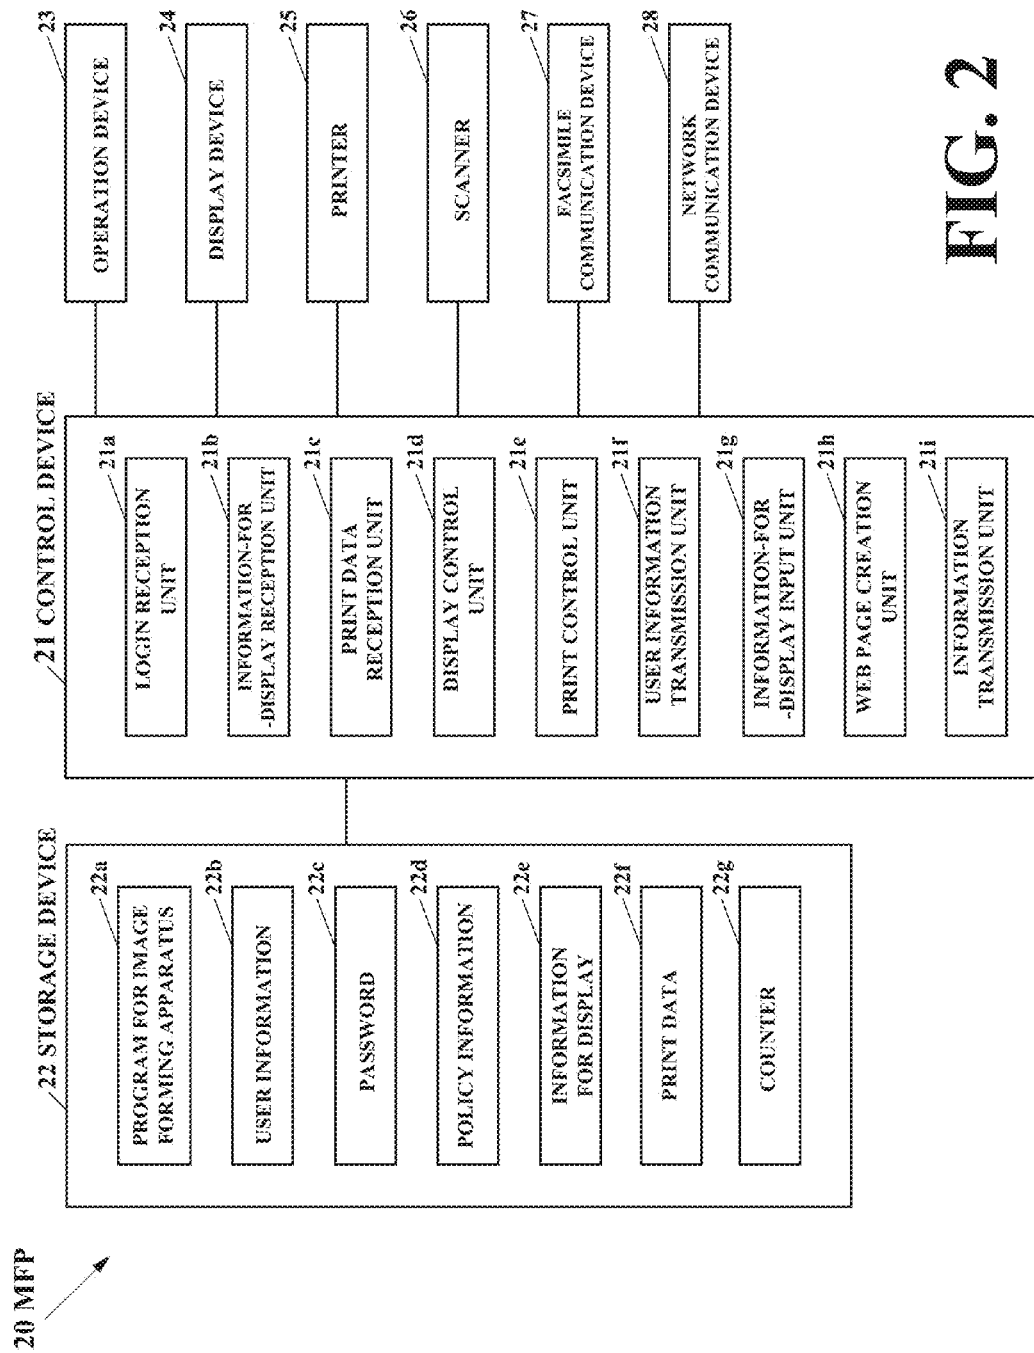 20 MFP
22 STORAGE DEVICE
22a
PROGRAM FOR IMAGE
FORMING APPARATUS
22b
USER INFORMATION
22c
PASSWORD
22d
POLICY INFORMATION
22e
INFORMATION
FOR DISPLAY
22f
PRINT DATA
22g
COUNTER
21 CONTROL DEVICE
21a
LOGIN RECEPTION
UNIT
21b
INFORMATION-FOR
-DISPLAY RECEPTION UNIT
21c
PRINT DATA
RECEPTION UNIT
21d
DISPLAY CONTROL
UNIT
21e
PRINT CONTROL UNIT
21f
USER INFORMATION
TRANSMISSION UNIT
21g
INFORMATION-FOR
-DISPLAY INPUT UNIT
21h
WEB PAGE CREATION
UNIT
21i
INFORMATION
TRANSMISSION UNIT
23
OPERATION DEVICE
24
DISPLAY DEVICE
25
PRINTER
26
SCANNER
27
FACSIMILE
COMMUNICATION DEVICE
28
NETWORK
COMMUNICATION DEVICE
FIG. 2